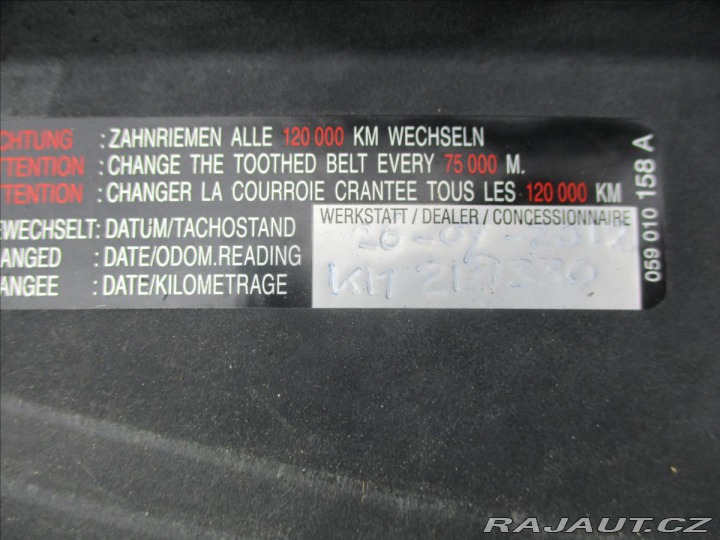 CHTUNG : ZAHNRIEMEN ALLE 120 000 KM WECHSELN
TTENTION : CHANGE THE TOOTHED BELT EVERY 75 000 M.
TTENTION : CHANGER LA COURROIE CRANTEE TOUS LES 120 000 KM
EWECHSELT: DATUM/TACHOSTAND
ANGED : DATE/ODOM.READING
ANGEE : DATE/KILOMETRAGE
WERKSTATT / DEALER / CONCESSIONNAIRE
KM
059 010 158 A
RAJAUT.CZ